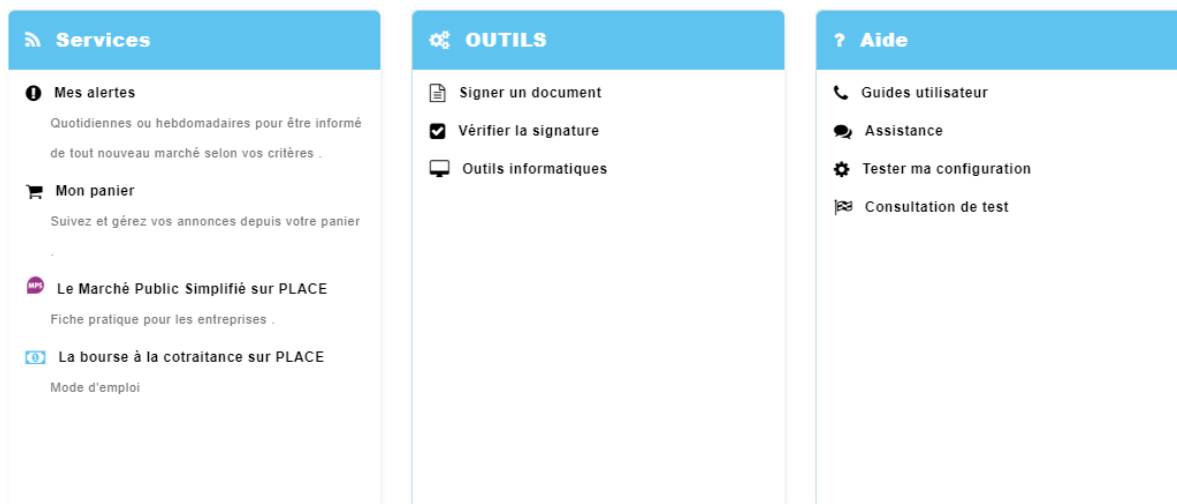 Services
Mes alertes
Quotidiennes ou hebdomadaires pour être informé
de tout nouveau marché selon vos critères .
Mon panier
Suivez et gérez vos annonces depuis votre panier
.
MPS
Le Marché Public Simplifié sur PLACE
Fiche pratique pour les entreprises .
La bourse à la cotraitance sur PLACE
Mode d'emploi
OUTILS
Signer un document
Vérifier la signature
Outils informatiques
? Aide
Guides utilisateur
Assistance
Tester ma configuration
Consultation de test